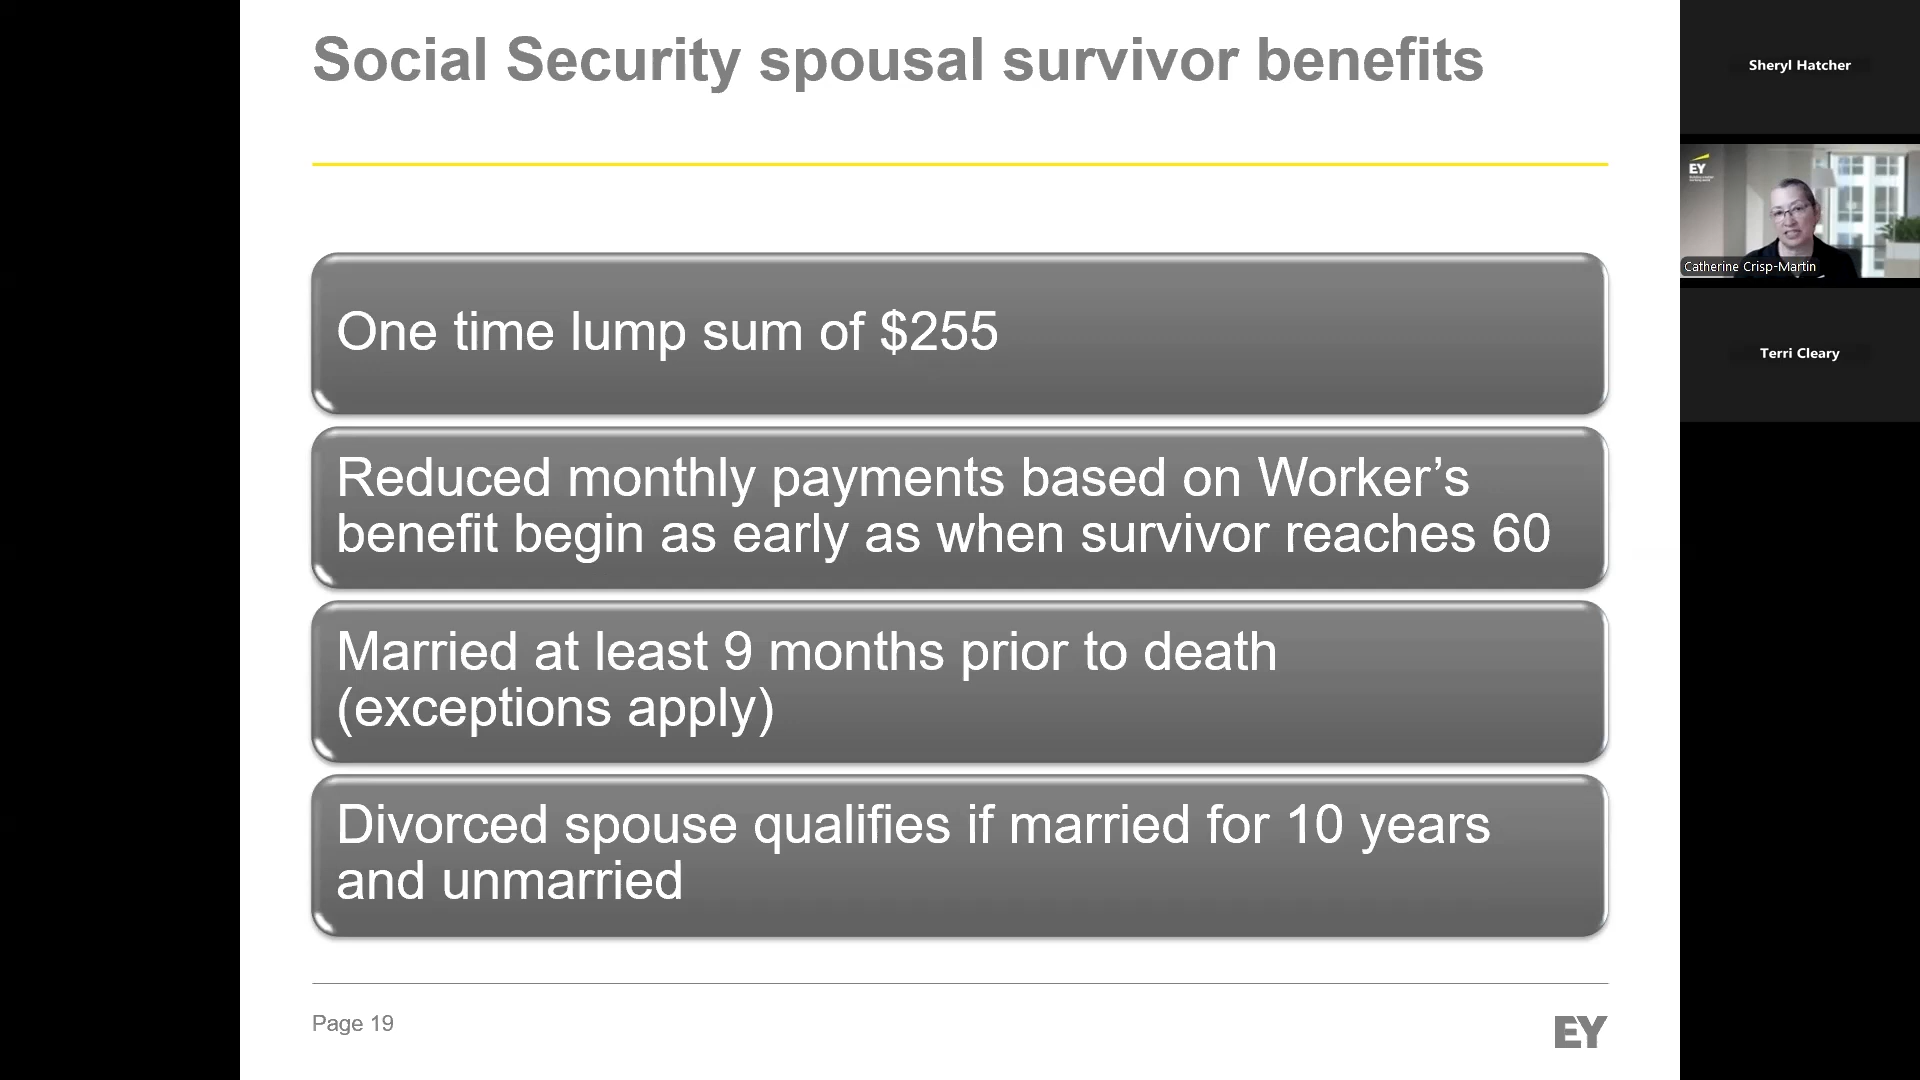 Social Security spousal survivor benefits
One time lump sum of $255
Reduced monthly payments based on Worker’s
benefit begin as early as when survivor reaches 60
Married at least 9 months prior to death
(exceptions apply)
Divorced spouse qualifies if married for 10 years
and unmarried
Page 19
EY
Sheryl Hatcher
EY
Catherine Crisp-Martin
Terri Cleary